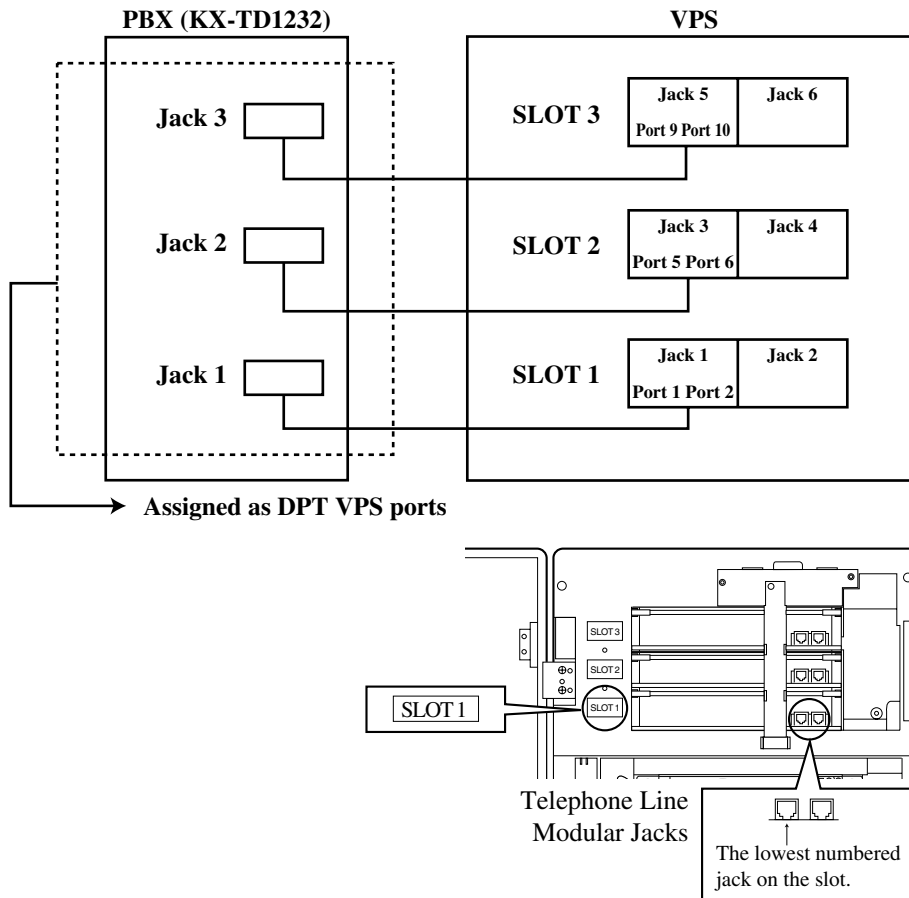 PBX (KX-TD1232)
VPS
Jack 3
SLOT 3
Jack 5
Jack 6
Port 9 Port 10
Jack 2
SLOT 2
Jack 3
Jack 4
Port 5 Port 6
Jack 1
SLOT 1
Jack 1
Jack 2
Port 1 Port 2
Assigned as DPT VPS ports
SLOT 3
SLOT 2
SLOT 1
SLOT 1
Telephone Line
Modular Jacks
The lowest numbered
jack on the slot.